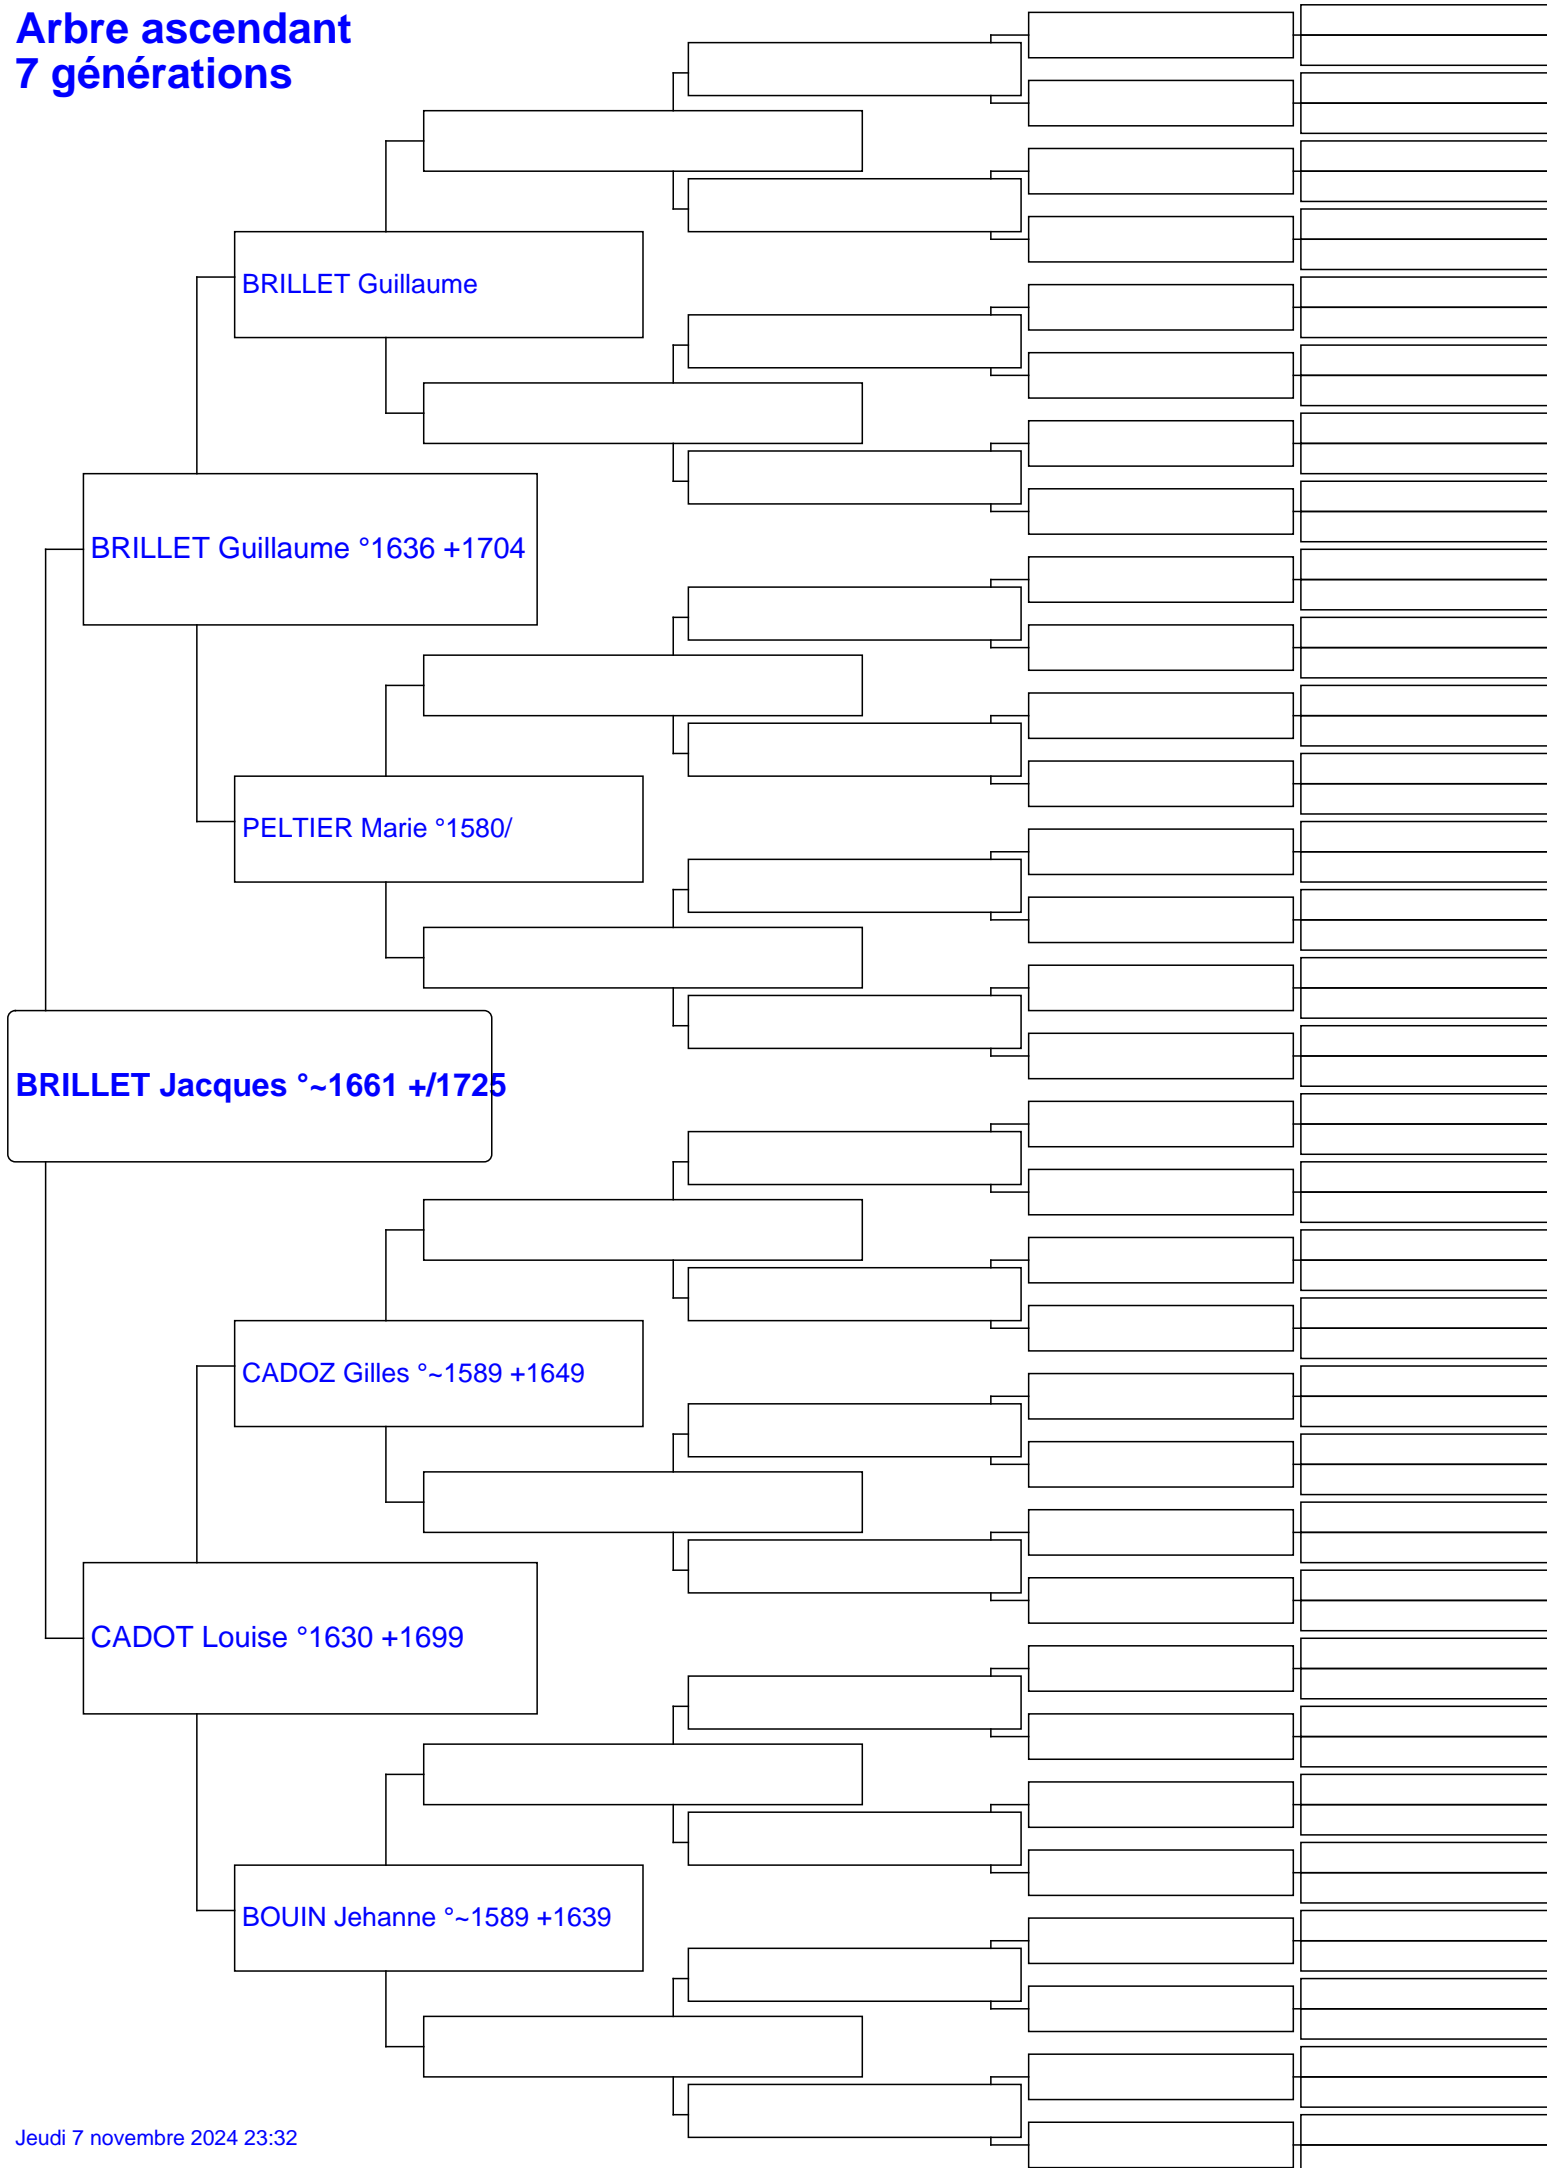 Arbre ascendant
7 générations
BRILLET Guillaume
BRILLET Guillaume °1636 +1704
PELTIER Marie °1580/
BRILLET Jacques °~1661 +/1725
CADOZ Gilles °~1589 +1649
CADOT Louise °1630 +1699
BOUIN Jehanne °~1589 +1639
Jeudi 7 novembre 2024 23:32